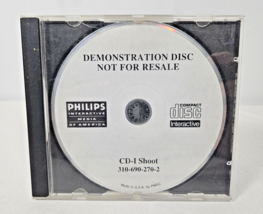 DEMONSTRATION DISC
NOT FOR RESALE
PHILIPS
INTERACTIVE
MEDIA
OF AMERICA
COMPACT
disc
Interactive
CD-I Shoot
310-690-270-2